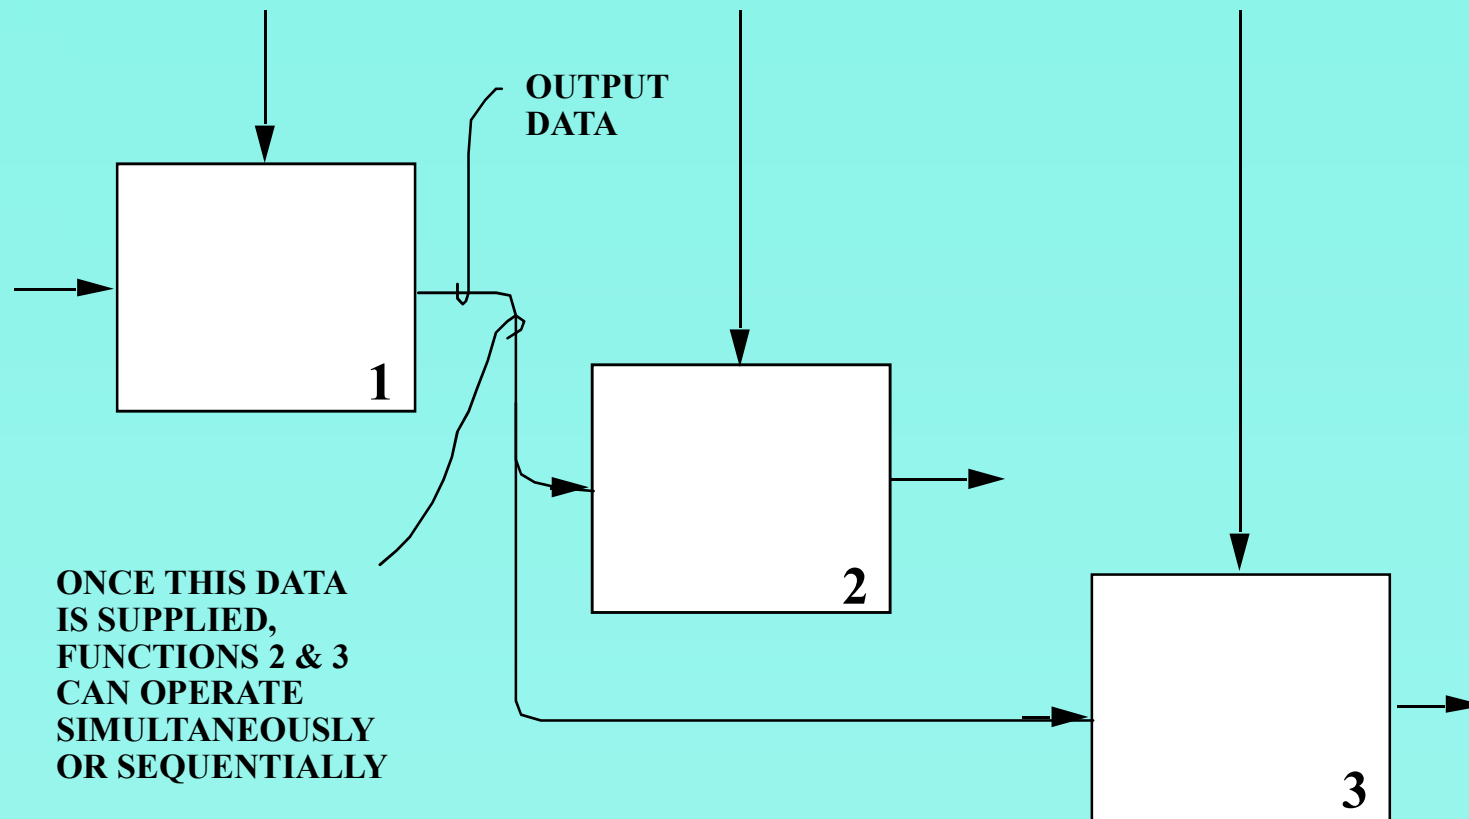 OUTPUT
DATA
1
2
ONCE THIS DATA
IS SUPPLIED,
FUNCTIONS 2 & 3
CAN OPERATE
SIMULTANEOUSLY
OR SEQUENTIALLY
3